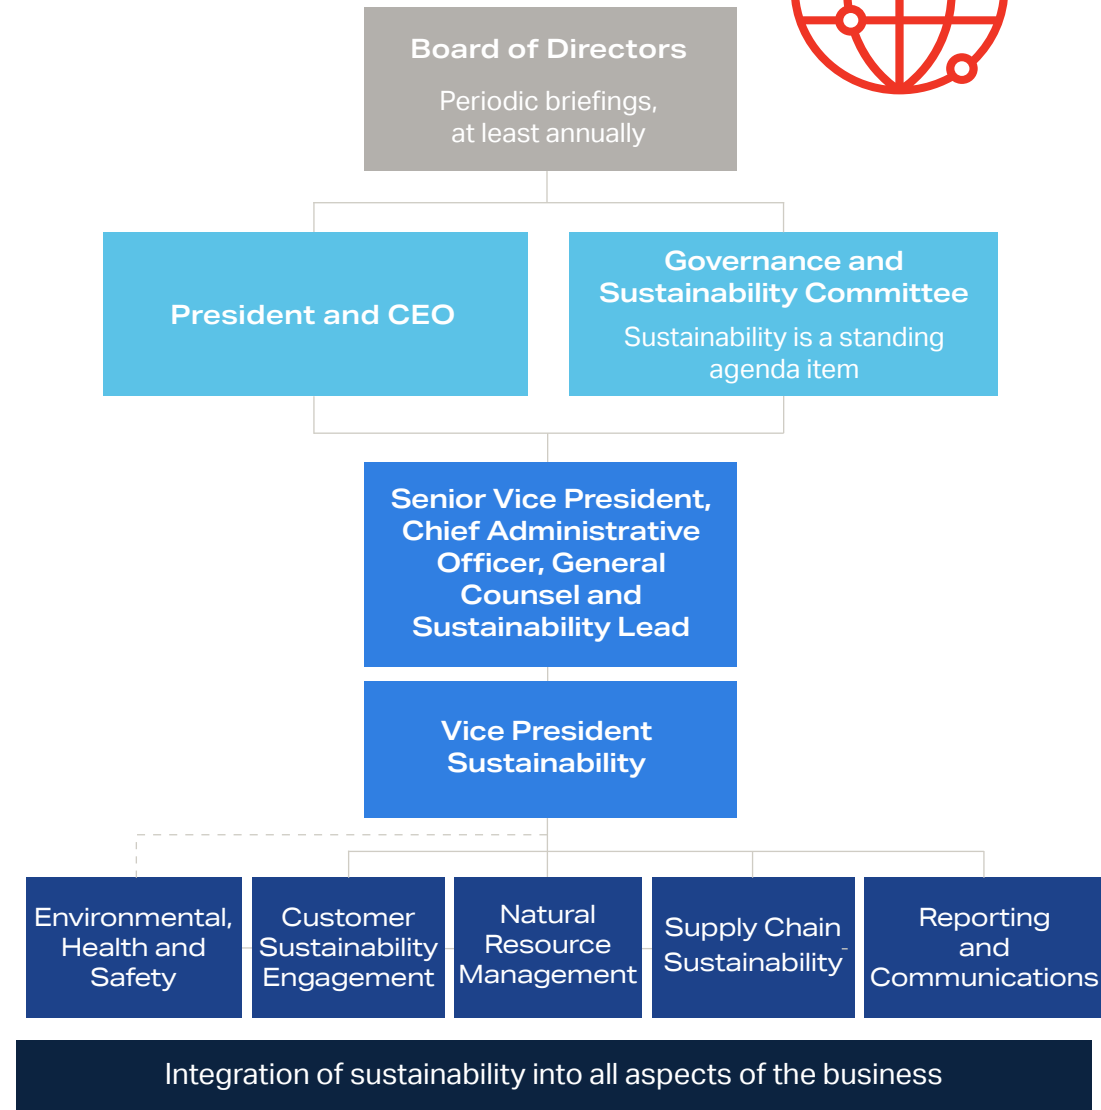 Board of Directors
Periodic briefings,
at least annually
President and CEO
Governance and
Sustainability Committee
Sustainability is a standing
agenda item
Senior Vice President,
Chief Administrative
Officer, General
Counsel and
Sustainability Lead
Vice President
Sustainability
Environmental,
Health and
Safety
Customer
Sustainability
Engagement
Natural
Resource
Management
Supply Chain
Sustainability
Reporting
and
Communications
Integration of sustainability into all aspects of the business